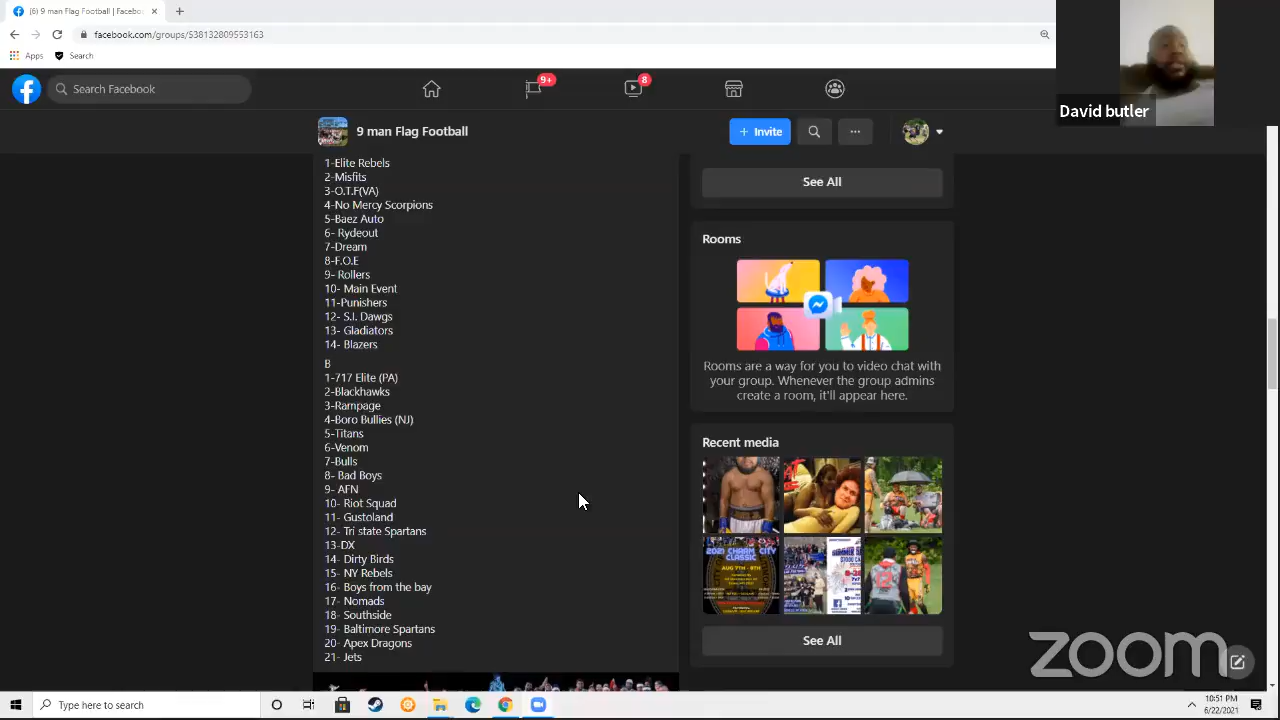 (6) 9 man Flag Football | Facebo
facebook.com/groups/538132809553163
Apps
Search
David butler
Search Facebook
9+
8
9 man Flag Football
+ Invite
1-Elite Rebels
2-Misfits
3-O.T.F(VA)
4-No Mercy Scorpions
5-Baez Auto
6- Rydeout
7-Dream
8-F.O.E
9- Rollers
10- Main Event
11-Punishers
12- S.I. Dawgs
13- Gladiators
14- Blazers
B
1-717 Elite (PA)
2-Blackhawks
3-Rampage
4-Boro Bullies (NJ)
5-Titans
6-Venom
7-Bulls
8- Bad Boys
9- AFN
10- Riot Squad
11- Gustoland
12- Tri state Spartans
13-DX
14- Dirty Birds
15- NY Rebels
16- Boys from the bay
17- Nomads
18- Southside
19- Baltimore Spartans
20- Apex Dragons
21- Jets
See All
Rooms
Rooms are a way for you to video chat with
your group. Whenever the group admins
create a room, it'll appear here.
Recent media
2021 CHARM CITY
CLASSIC
AUG 7TH - 8TH
See All
zoom
Type here to search
10:51 PM
6/22/2021